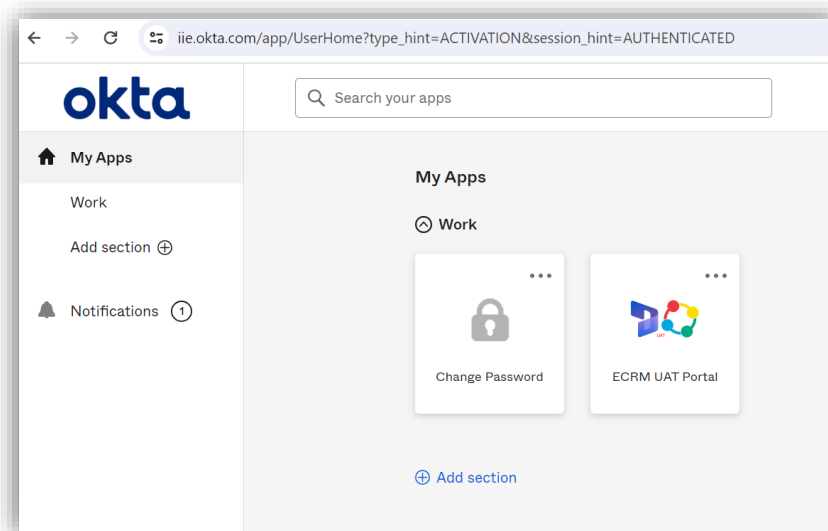 iie.okta.com/app/UserHome?type_hint=ACTIVATION&session_hint=AUTHENTICATED
okta
Search your apps
My Apps
Work
Add section
Notifications 1
My Apps
Work
Change Password
UAT
ECRM UAT Portal
Add section